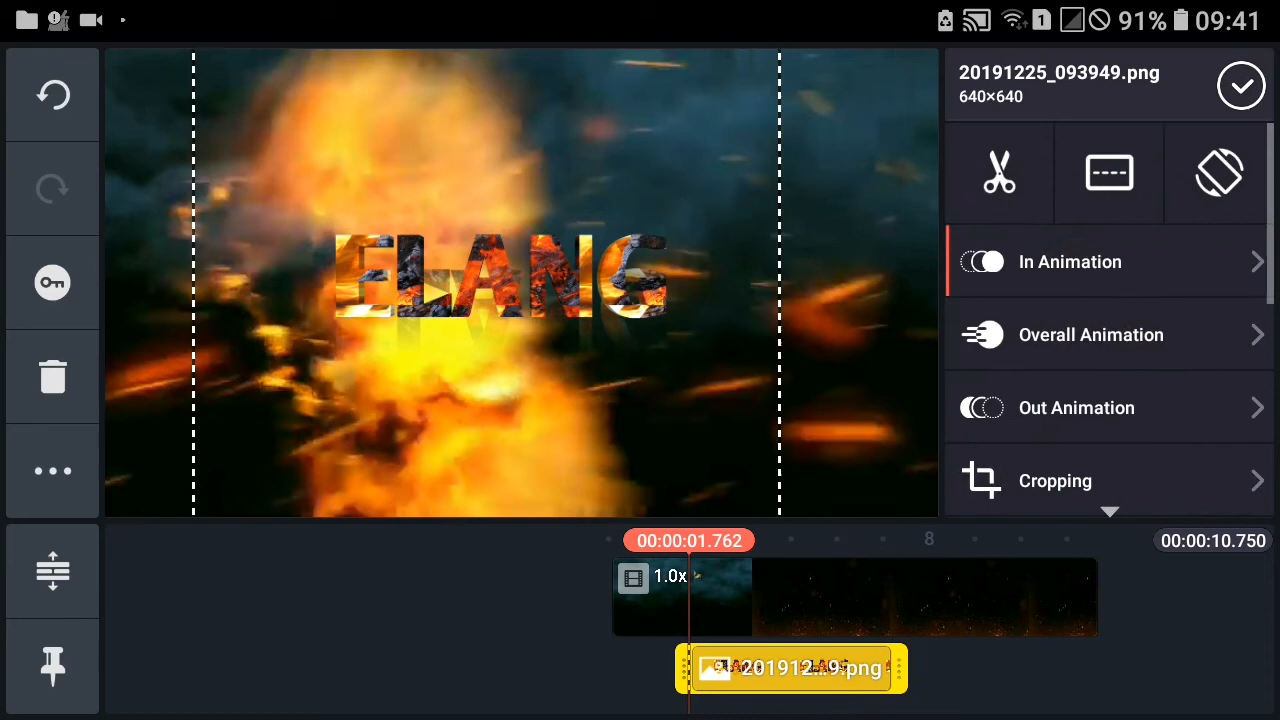 1
91%
09:41
20191225_093949.png
640×640
ELANG
In Animation
Overall Animation
Out Animation
Cropping
00:00:01.762
8
00:00:10.750
1.0x
201912...9.png